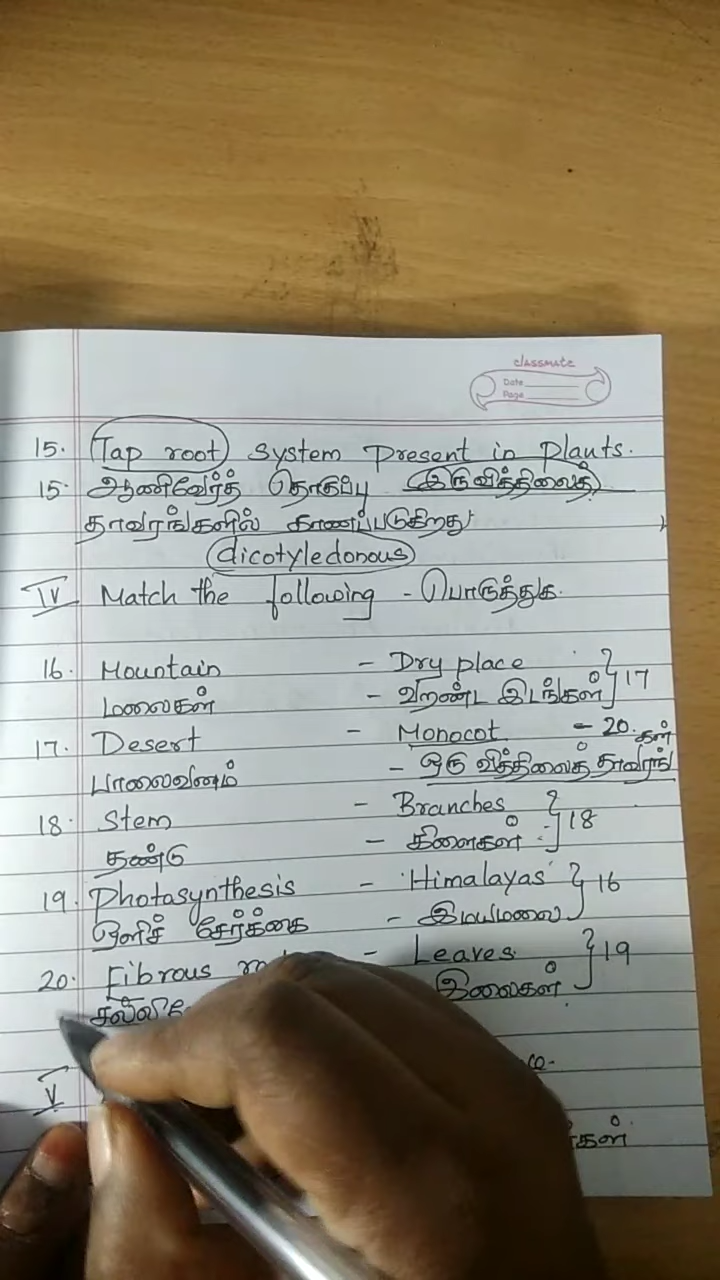 classmate
Date
Page
15. Tap root system Present in Plants.
15. ஆணிவேர்த் தொகுப்பு இருவித்திலைத்
தாவரங்களில் காணப்படுகிறது
dicotyledonous
IV Match the following - பொருத்துக.
16. Mountain - Dry place } 17
மலைகள் - வறண்ட இடங்கள்
17. Desert - Monocot - 20.
பாலைவனம் - ஒரு வித்திலைத் தாவரங்கள்
18. Stem - Branches } 18
தண்டு - கிளைகள்
19. Photasynthesis - Himalayas } 16
ஒளிச் சேர்க்கை - இமயமலை
20. Fibrous - Leaves } 19
இலைகள்
V